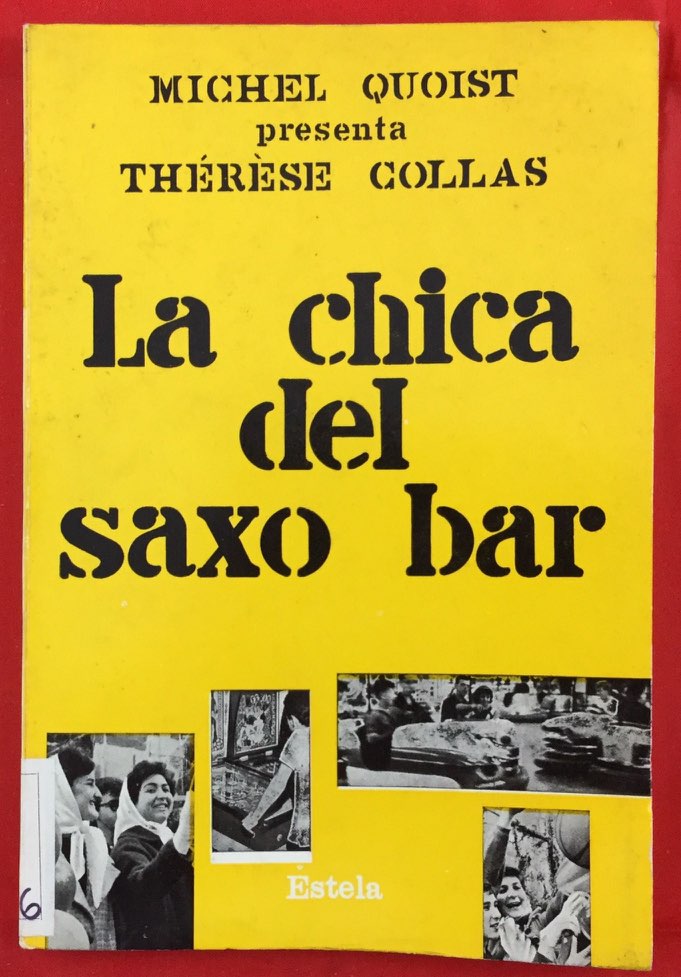 MICHEL QUOIST
presenta
THÉRÈSE COLLAS
La chica
del
saxo bar
Estela
6